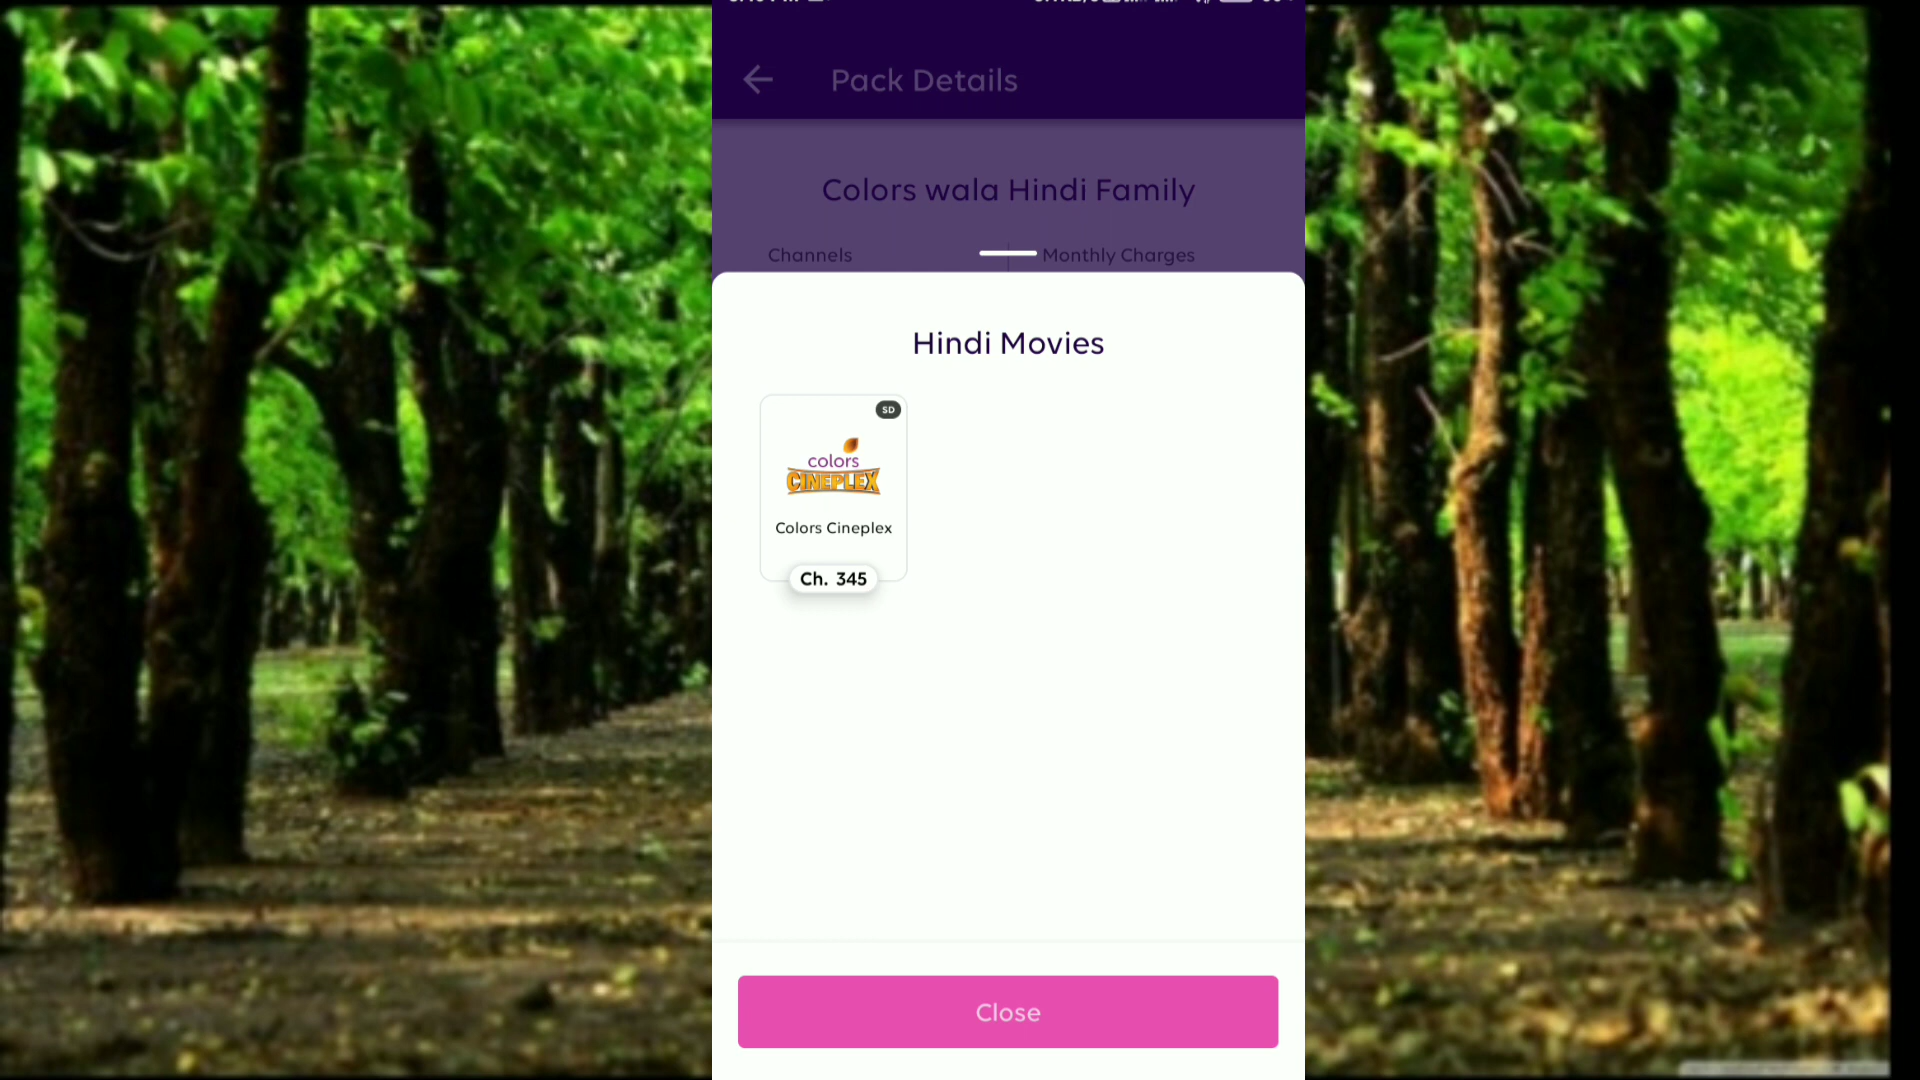 Pack Details
Colors wala Hindi Family
Channels
Monthly Charges
Hindi Movies
SD
colors
CINEPLEX
Colors Cineplex
Ch. 345
Close